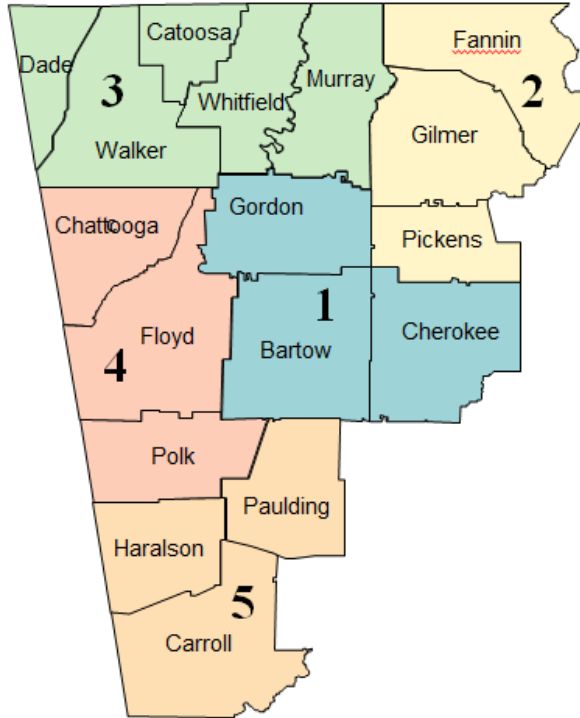 Catoosa
Fannin
Dade
3
Murray
2
Whitfield
Gilmer
Walker
Gordon
Chattooga
Pickens
1
Floyd
Cherokee
4
Bartow
Polk
Paulding
Haralson
5
Carroll